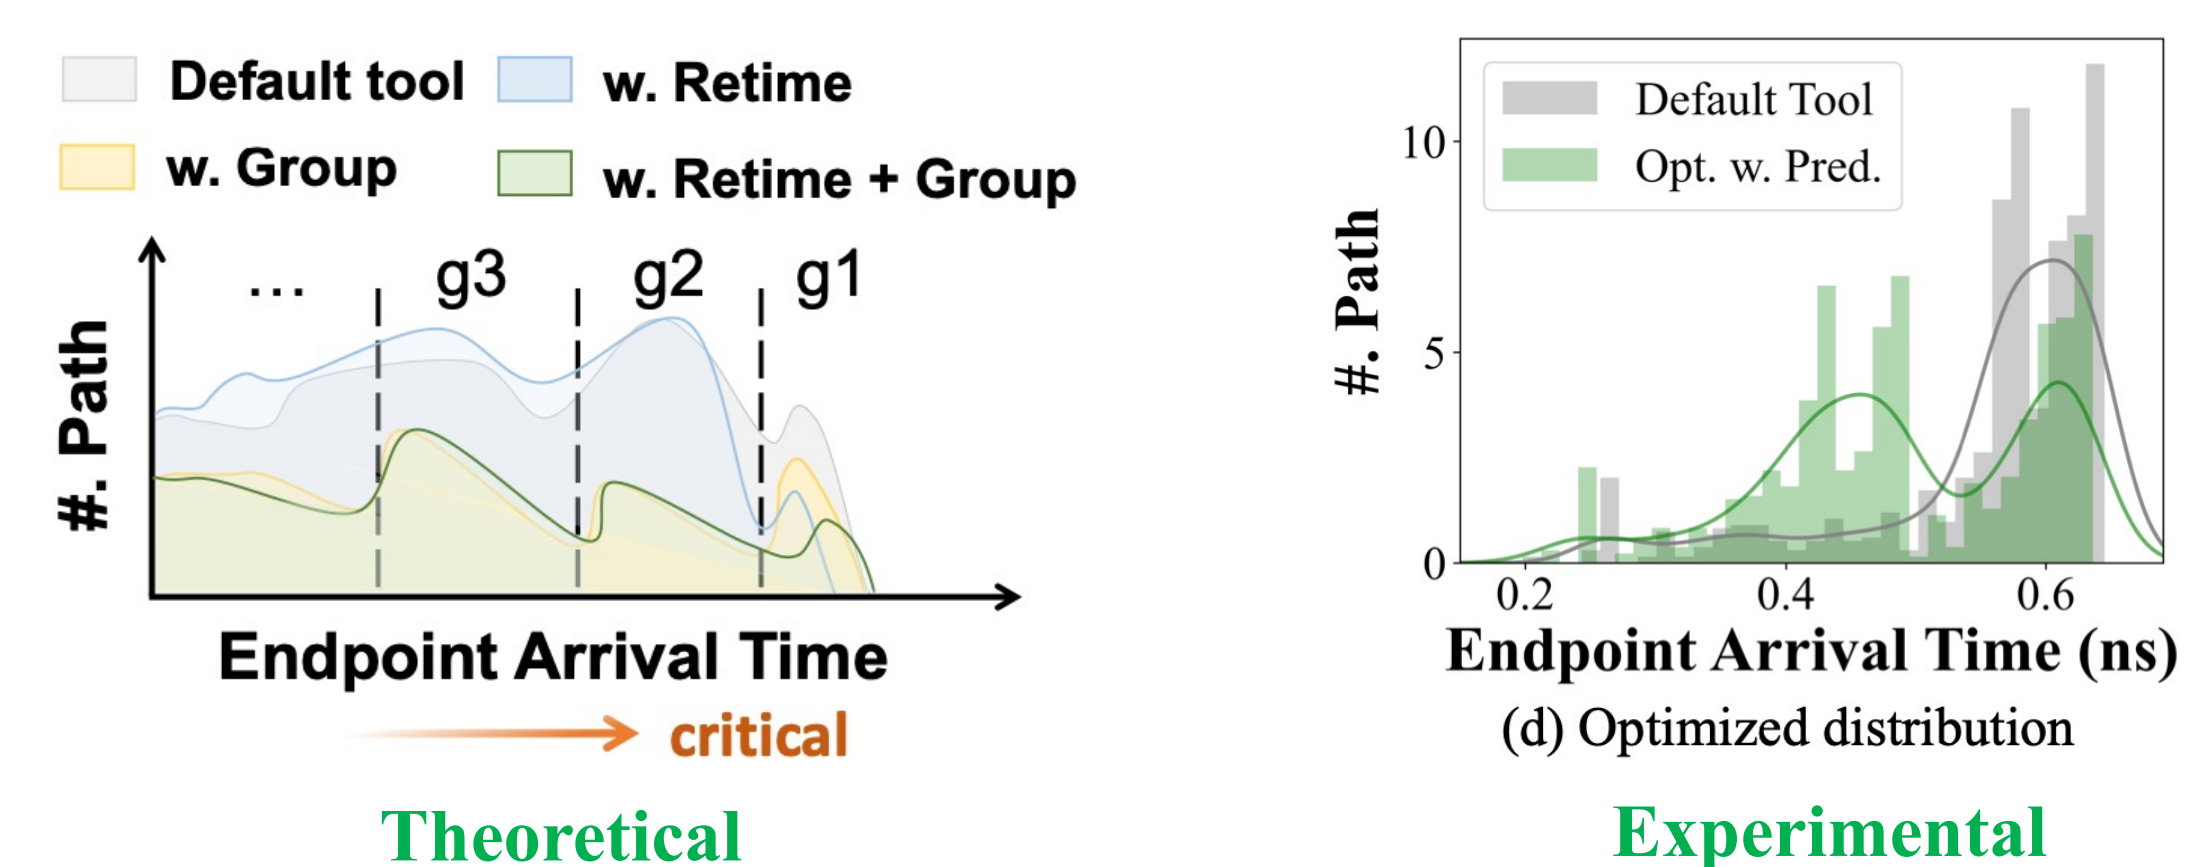 Default tool
w. Retime
w. Group
w. Retime + Group
... g3 g2 g1
#. Path
Endpoint Arrival Time
critical
Theoretical
Default Tool
Opt. w. Pred.
10
5
0
#. Path
0.2 0.4 0.6
Endpoint Arrival Time (ns)
(d) Optimized distribution
Experimental